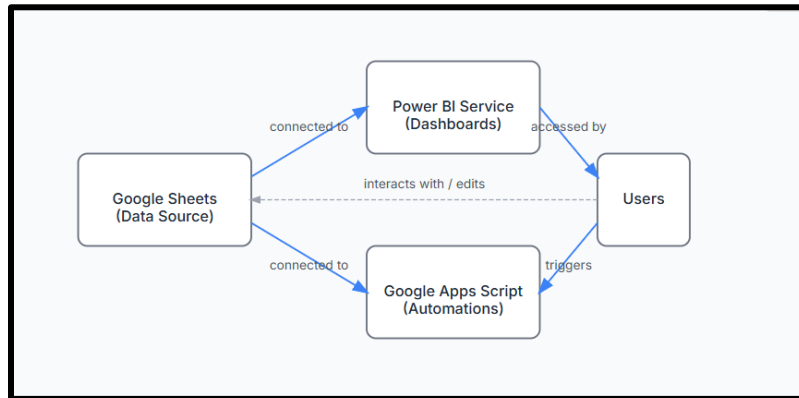 Power BI Service
(Dashboards)
connected to
accessed by
interacts with / edits
Google Sheets
(Data Source)
Users
connected to
triggers
Google Apps Script
(Automations)